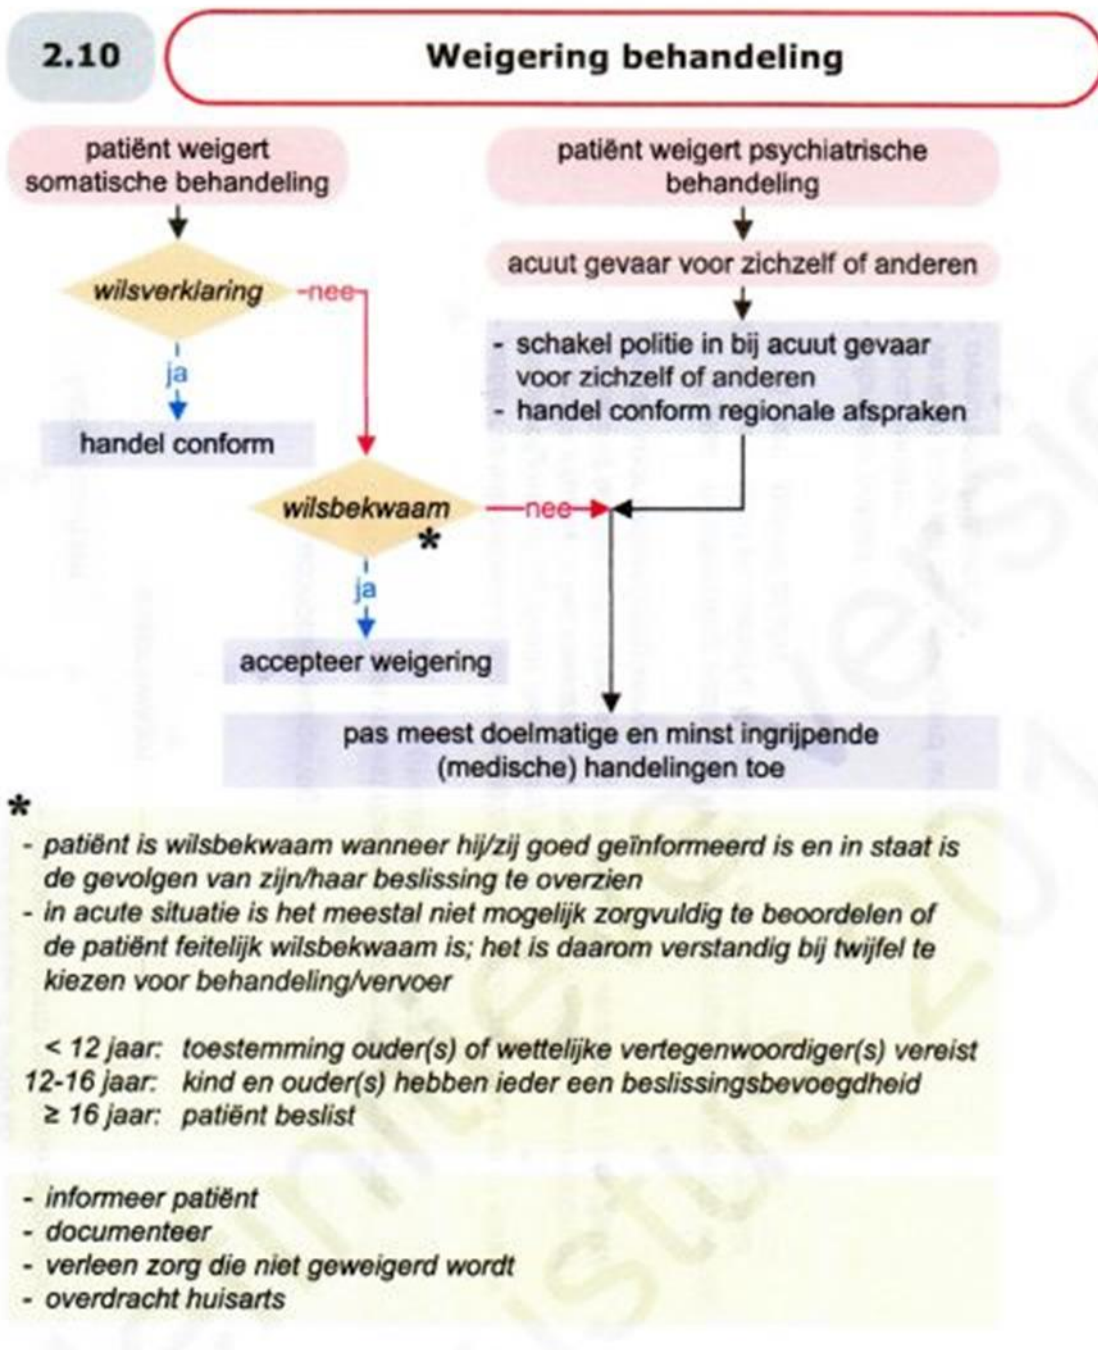 2.10
Weigering behandeling
patiënt weigert
somatische behandeling
wilsverklaring
nee
ja
handel conform
wilsbekwaam
*
nee
ja
accepteer weigering
patiënt weigert psychiatrische
behandeling
acuut gevaar voor zichzelf of anderen
- schakel politie in bij acuut gevaar
voor zichzelf of anderen
- handel conform regionale afspraken
pas meest doelmatige en minst ingrijpende
(medische) handelingen toe
*
- patiënt is wilsbekwaam wanneer hij/zij goed geïnformeerd is en in staat is
de gevolgen van zijn/haar beslissing te overzien
- in acute situatie is het meestal niet mogelijk zorgvuldig te beoordelen of
de patiënt feitelijk wilsbekwaam is; het is daarom verstandig bij twijfel te
kiezen voor behandeling/vervoer
< 12 jaar: toestemming ouder(s) of wettelijke vertegenwoordiger(s) vereist
12-16 jaar: kind en ouder(s) hebben ieder een beslissingsbevoegdheid
≥ 16 jaar: patiënt beslist
- informeer patiënt
- documenteer
- verleen zorg die niet geweigerd wordt
- overdracht huisarts